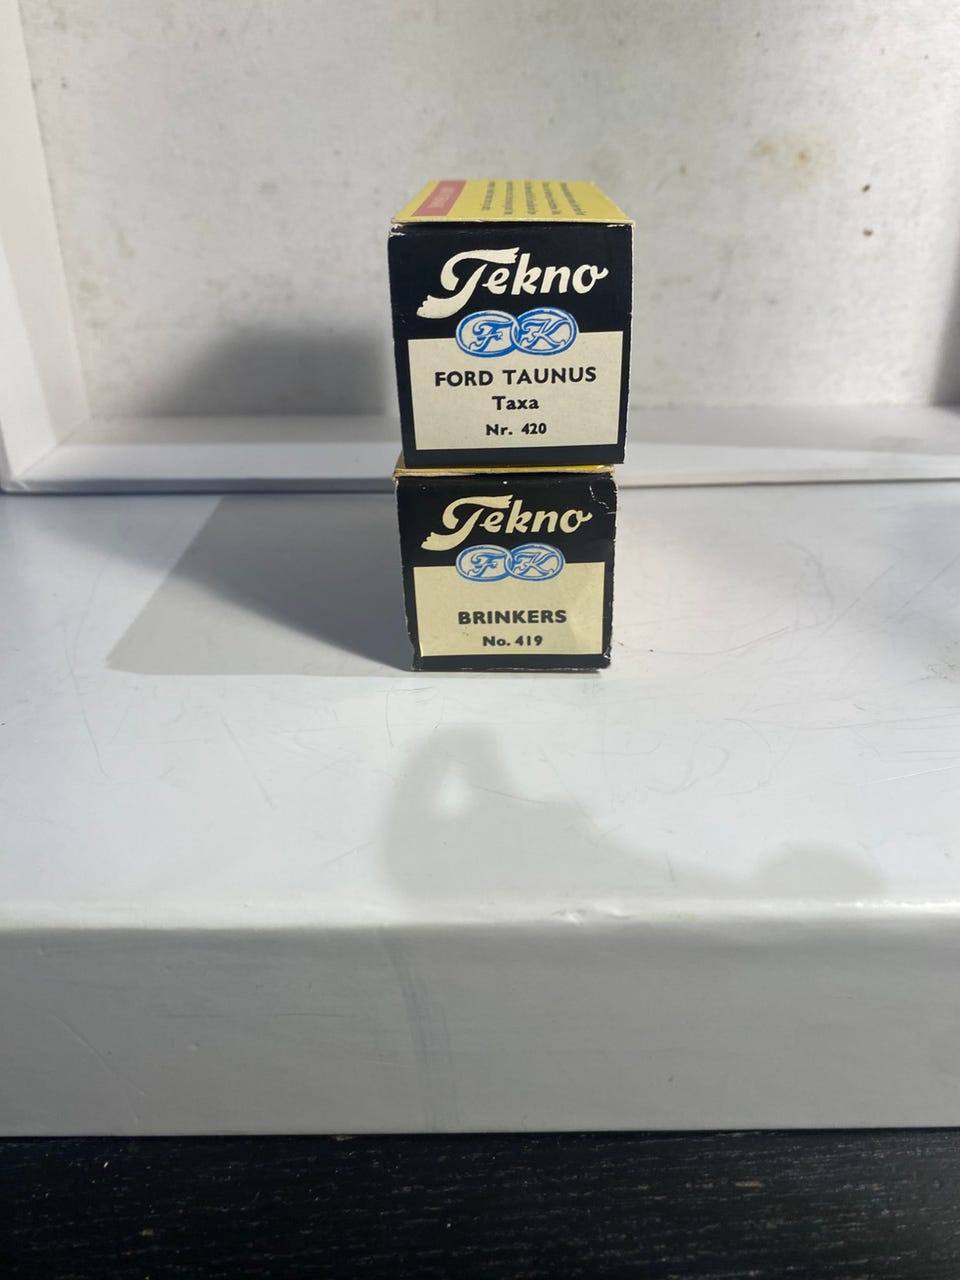 Tekno
FK
FORD TAUNUS
Taxa
Nr. 420
Tekno
FK
BRINKERS
No. 419